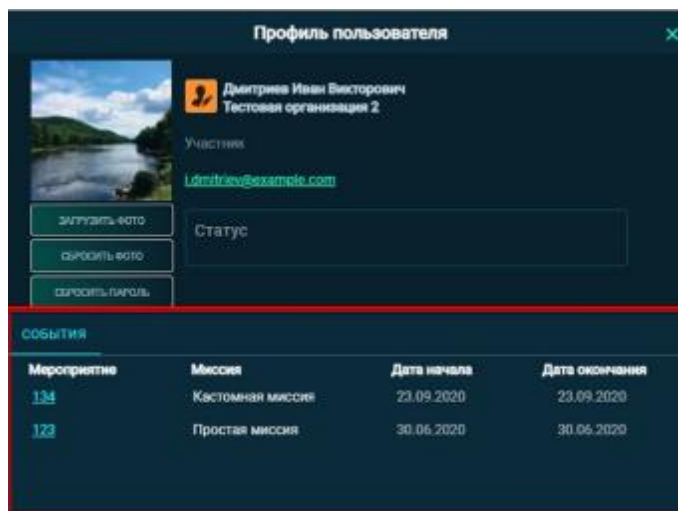 Профиль пользователя
Дмитриев Иван Викторович
Тестовая организация 2
Участник
i.dmitriev@example.com
ЗАГРУЗИТЬ ФОТО
СБРОСИТЬ ФОТО
СБРОСИТЬ ПАРОЛЬ
Статус
СОБЫТИЯ
Мероприятие Миссия Дата начала Дата окончания
134 Кастомная миссия 23.09.2020 23.09.2020
123 Простая миссия 30.06.2020 30.06.2020